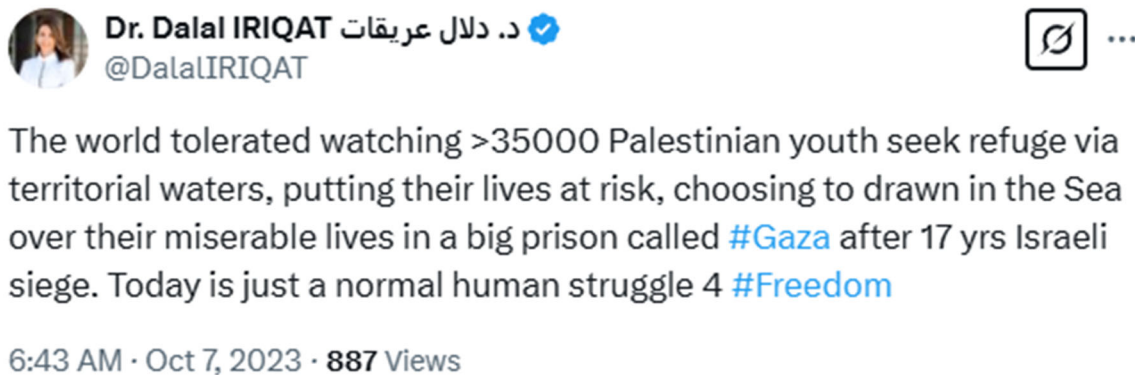 Dr. Dalal IRIQAT د. دلال عريقات
@DalalIRIQAT
The world tolerated watching >35000 Palestinian youth seek refuge via
territorial waters, putting their lives at risk, choosing to drawn in the Sea
over their miserable lives in a big prison called #Gaza after 17 yrs Israeli
siege. Today is just a normal human struggle 4 #Freedom
6:43 AM · Oct 7, 2023 · 887 Views